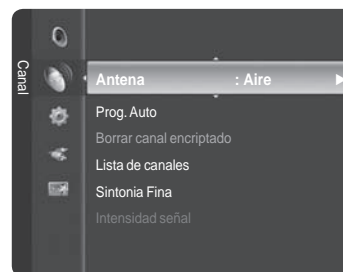 Canal
Antena : Aire
Prog. Auto
Borrar canal encriptado
Lista de canales
Sintonia Fina
Intensidad señal